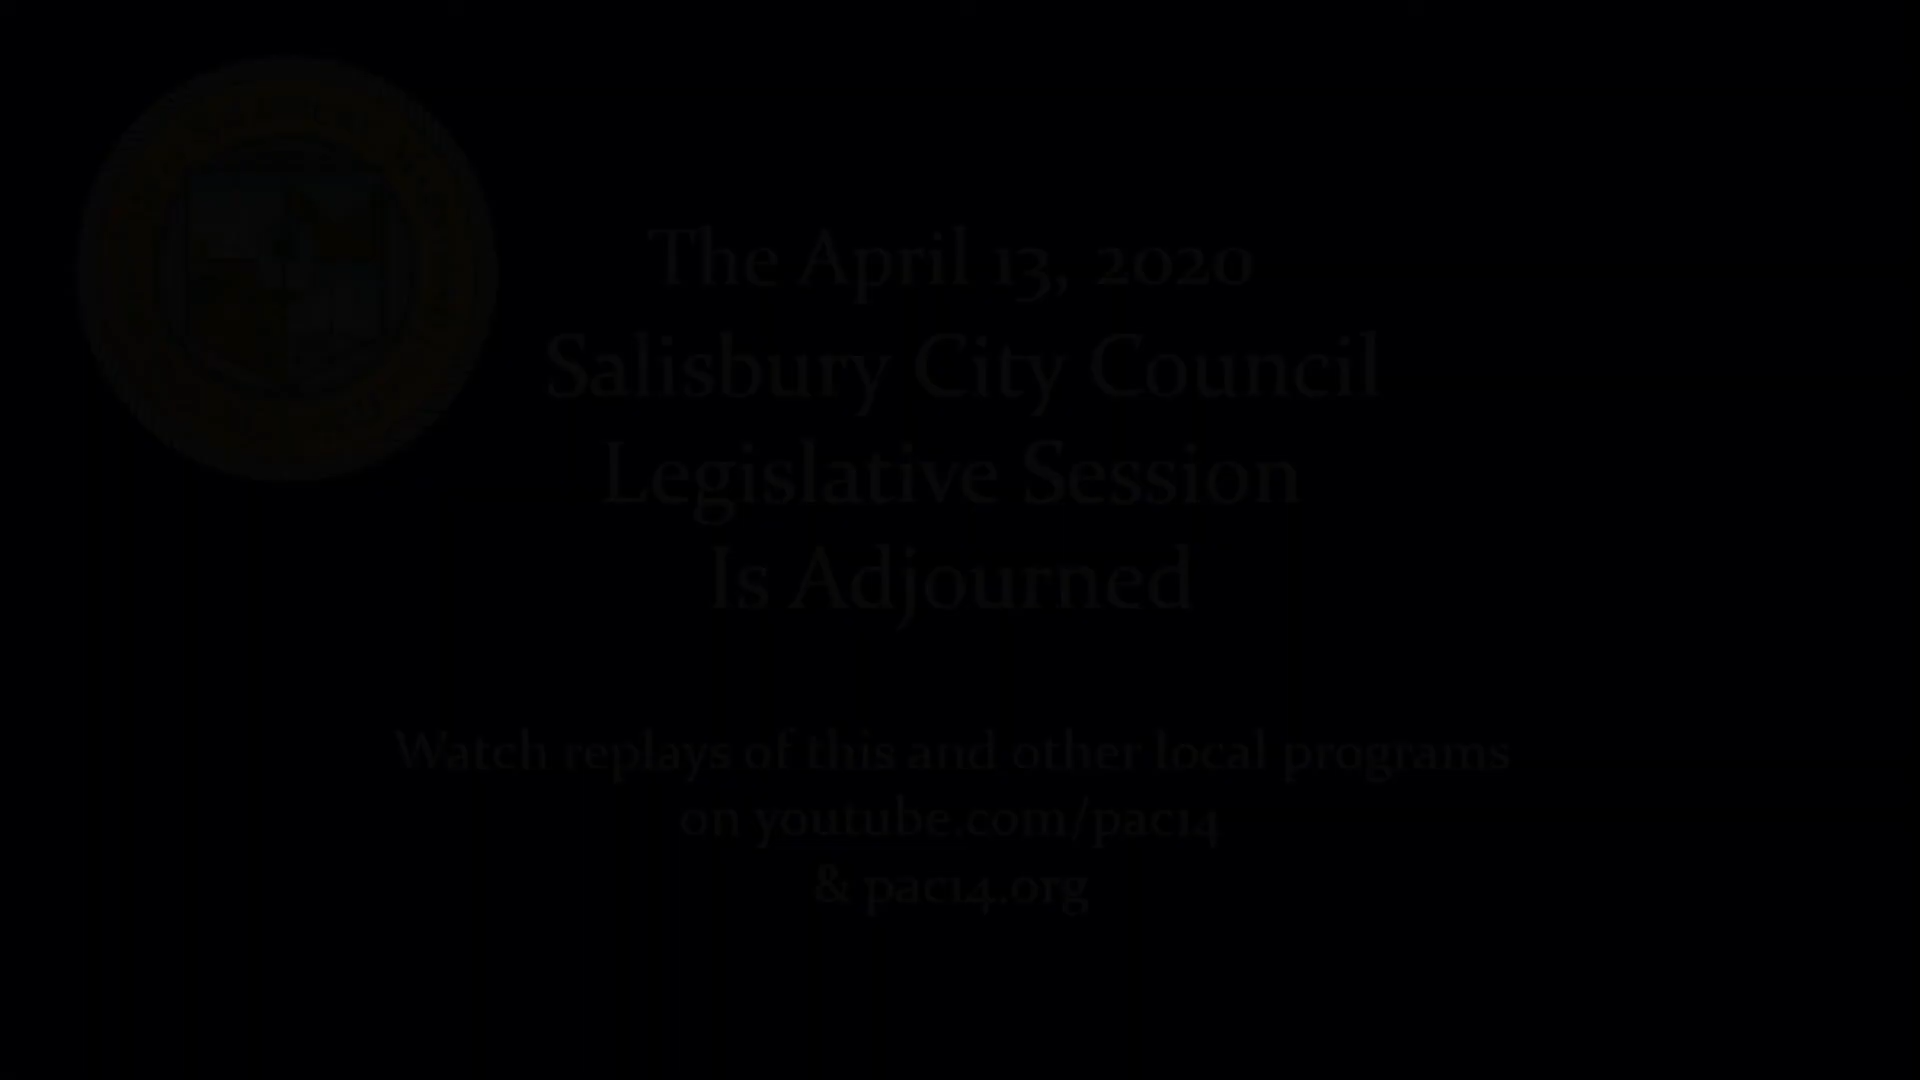 The April 13, 2020
Salisbury City Council
Legislative Session
Is Adjourned
Watch replays of this and other local programs
on youtube.com/pac14
& pac14.org